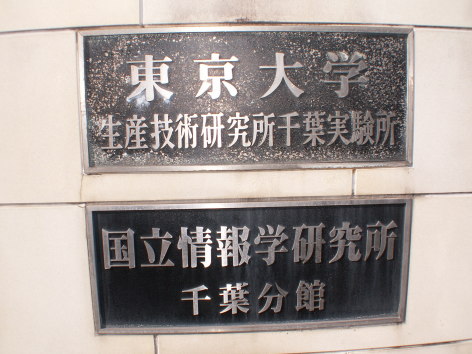 東京大学
生産技術研究所千葉実験所
国立情報学研究所
千葉分館